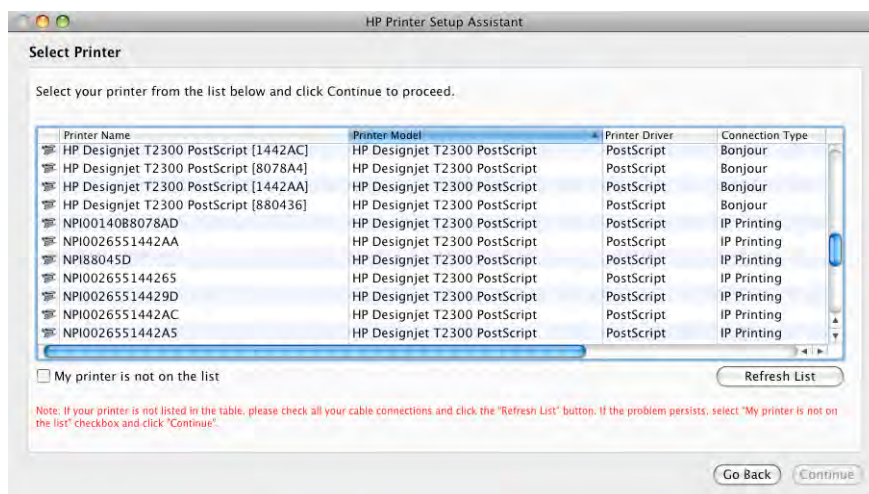 HP Printer Setup Assistant
Select Printer
Select your printer from the list below and click Continue to proceed.
Printer Name Printer Model Printer Driver Connection Type
HP Designjet T2300 PostScript [1442AC] HP Designjet T2300 PostScript PostScript Bonjour
HP Designjet T2300 PostScript [8078A4] HP Designjet T2300 PostScript PostScript Bonjour
HP Designjet T2300 PostScript [1442AA] HP Designjet T2300 PostScript PostScript Bonjour
HP Designjet T2300 PostScript [880436] HP Designjet T2300 PostScript PostScript Bonjour
NPI00140B8078AD HP Designjet T2300 PostScript PostScript IP Printing
NPI0026551442AA HP Designjet T2300 PostScript PostScript IP Printing
NPI88045D HP Designjet T2300 PostScript PostScript IP Printing
NPI002655144265 HP Designjet T2300 PostScript PostScript IP Printing
NPI00265514429D HP Designjet T2300 PostScript PostScript IP Printing
NPI0026551442AC HP Designjet T2300 PostScript PostScript IP Printing
NPI0026551442A5 HP Designjet T2300 PostScript PostScript IP Printing
My printer is not on the list Refresh List
Note: If your printer is not listed in the table, please check all your cable connections and click the "Refresh List" button. If the problem persists, select "My printer is not on
the list" checkbox and click "Continue".
Go Back Continue